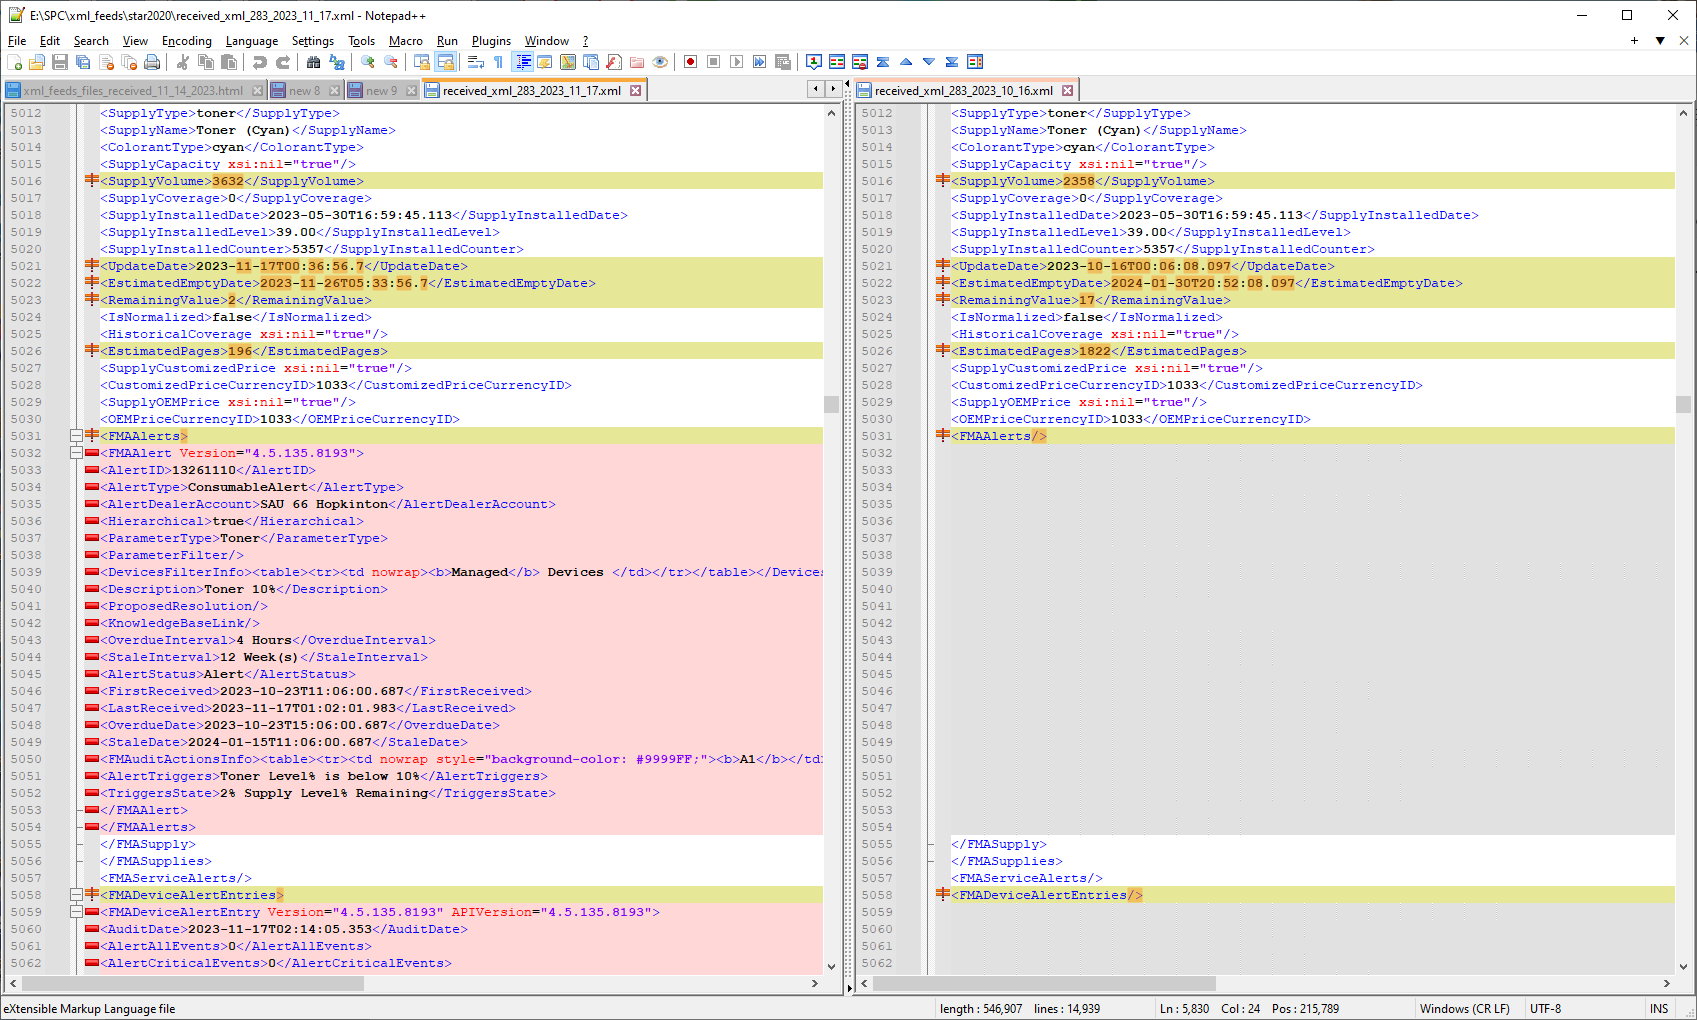 E:\SPC\xml_feeds\star2020\received_xml_283_2023_11_17.xml - Notepad++
File Edit Search View Encoding Language Settings Tools Macro Run Plugins Window ?
xml_feeds_files_received_11_14_2023.html new 8 new 9 received_xml_283_2023_11_17.xml
5012 <SupplyType>toner</SupplyType>
5013 <SupplyName>Toner (Cyan)</SupplyName>
5014 <ColorantType>cyan</ColorantType>
5015 <SupplyCapacity xsi:nil="true"/>
5016 <SupplyVolume>3632</SupplyVolume>
5017 <SupplyCoverage>0</SupplyCoverage>
5018 <SupplyInstalledDate>2023-05-30T16:59:45.113</SupplyInstalledDate>
5019 <SupplyInstalledLevel>39.00</SupplyInstalledLevel>
5020 <SupplyInstalledCounter>5357</SupplyInstalledCounter>
5021 <UpdateDate>2023-11-17T00:36:56.7</UpdateDate>
5022 <EstimatedEmptyDate>2023-11-26T05:33:56.7</EstimatedEmptyDate>
5023 <RemainingValue>2</RemainingValue>
5024 <IsNormalized>false</IsNormalized>
5025 <HistoricalCoverage xsi:nil="true"/>
5026 <EstimatedPages>196</EstimatedPages>
5027 <SupplyCustomizedPrice xsi:nil="true"/>
5028 <CustomizedPriceCurrencyID>1033</CustomizedPriceCurrencyID>
5029 <SupplyOEMPrice xsi:nil="true"/>
5030 <OEMPriceCurrencyID>1033</OEMPriceCurrencyID>
5031 <FMAAlerts>
5032 <FMAAlert Version="4.5.135.8193">
5033 <AlertID>13261110</AlertID>
5034 <AlertType>ConsumableAlert</AlertType>
5035 <AlertDealerAccount>SAU 66 Hopkinton</AlertDealerAccount>
5036 <Hierarchical>true</Hierarchical>
5037 <ParameterType>Toner</ParameterType>
5038 <ParameterFilter/>
5039 <DevicesFilterInfo><table><tr><td nowrap><b>Managed</b> Devices </td></tr></table></Devices
5040 <Description>Toner 10%</Description>
5041 <ProposedResolution/>
5042 <KnowledgeBaseLink/>
5043 <OverdueInterval>4 Hours</OverdueInterval>
5044 <StaleInterval>12 Week(s)</StaleInterval>
5045 <AlertStatus>Alert</AlertStatus>
5046 <FirstReceived>2023-10-23T11:06:00.687</FirstReceived>
5047 <LastReceived>2023-11-17T01:02:01.983</LastReceived>
5048 <OverdueDate>2023-10-23T15:06:00.687</OverdueDate>
5049 <StaleDate>2024-01-15T11:06:00.687</StaleDate>
5050 <FMAuditActionsInfo><table><tr><td nowrap style="background-color: #9999FF;"><b>A1</b></td
5051 <AlertTriggers>Toner Level% is below 10%</AlertTriggers>
5052 <TriggersState>2% Supply Level% Remaining</TriggersState>
5053 </FMAAlert>
5054 </FMAAlerts>
5055 </FMASupply>
5056 </FMASupplies>
5057 <FMAServiceAlerts/>
5058 <FMADeviceAlertEntries>
5059 <FMADeviceAlertEntry Version="4.5.135.8193" APIVersion="4.5.135.8193">
5060 <AuditDate>2023-11-17T02:14:05.353</AuditDate>
5061 <AlertAllEvents>0</AlertAllEvents>
5062 <AlertCriticalEvents>0</AlertCriticalEvents>
received_xml_283_2023_10_16.xml
5012 <SupplyType>toner</SupplyType>
5013 <SupplyName>Toner (Cyan)</SupplyName>
5014 <ColorantType>cyan</ColorantType>
5015 <SupplyCapacity xsi:nil="true"/>
5016 <SupplyVolume>2358</SupplyVolume>
5017 <SupplyCoverage>0</SupplyCoverage>
5018 <SupplyInstalledDate>2023-05-30T16:59:45.113</SupplyInstalledDate>
5019 <SupplyInstalledLevel>39.00</SupplyInstalledLevel>
5020 <SupplyInstalledCounter>5357</SupplyInstalledCounter>
5021 <UpdateDate>2023-10-16T00:06:08.097</UpdateDate>
5022 <EstimatedEmptyDate>2024-01-30T20:52:08.097</EstimatedEmptyDate>
5023 <RemainingValue>17</RemainingValue>
5024 <IsNormalized>false</IsNormalized>
5025 <HistoricalCoverage xsi:nil="true"/>
5026 <EstimatedPages>1822</EstimatedPages>
5027 <SupplyCustomizedPrice xsi:nil="true"/>
5028 <CustomizedPriceCurrencyID>1033</CustomizedPriceCurrencyID>
5029 <SupplyOEMPrice xsi:nil="true"/>
5030 <OEMPriceCurrencyID>1033</OEMPriceCurrencyID>
5031 <FMAAlerts/>
5032
5033
5034
5035
5036
5037
5038
5039
5040
5041
5042
5043
5044
5045
5046
5047
5048
5049
5050
5051
5052
5053
5054
5055 </FMASupply>
5056 </FMASupplies>
5057 <FMAServiceAlerts/>
5058 <FMADeviceAlertEntries/>
5059
5060
5061
5062
eXtensible Markup Language file length : 546,907 lines : 14,939 Ln : 5,830 Col : 24 Pos : 215,789 Windows (CR LF) UTF-8 INS